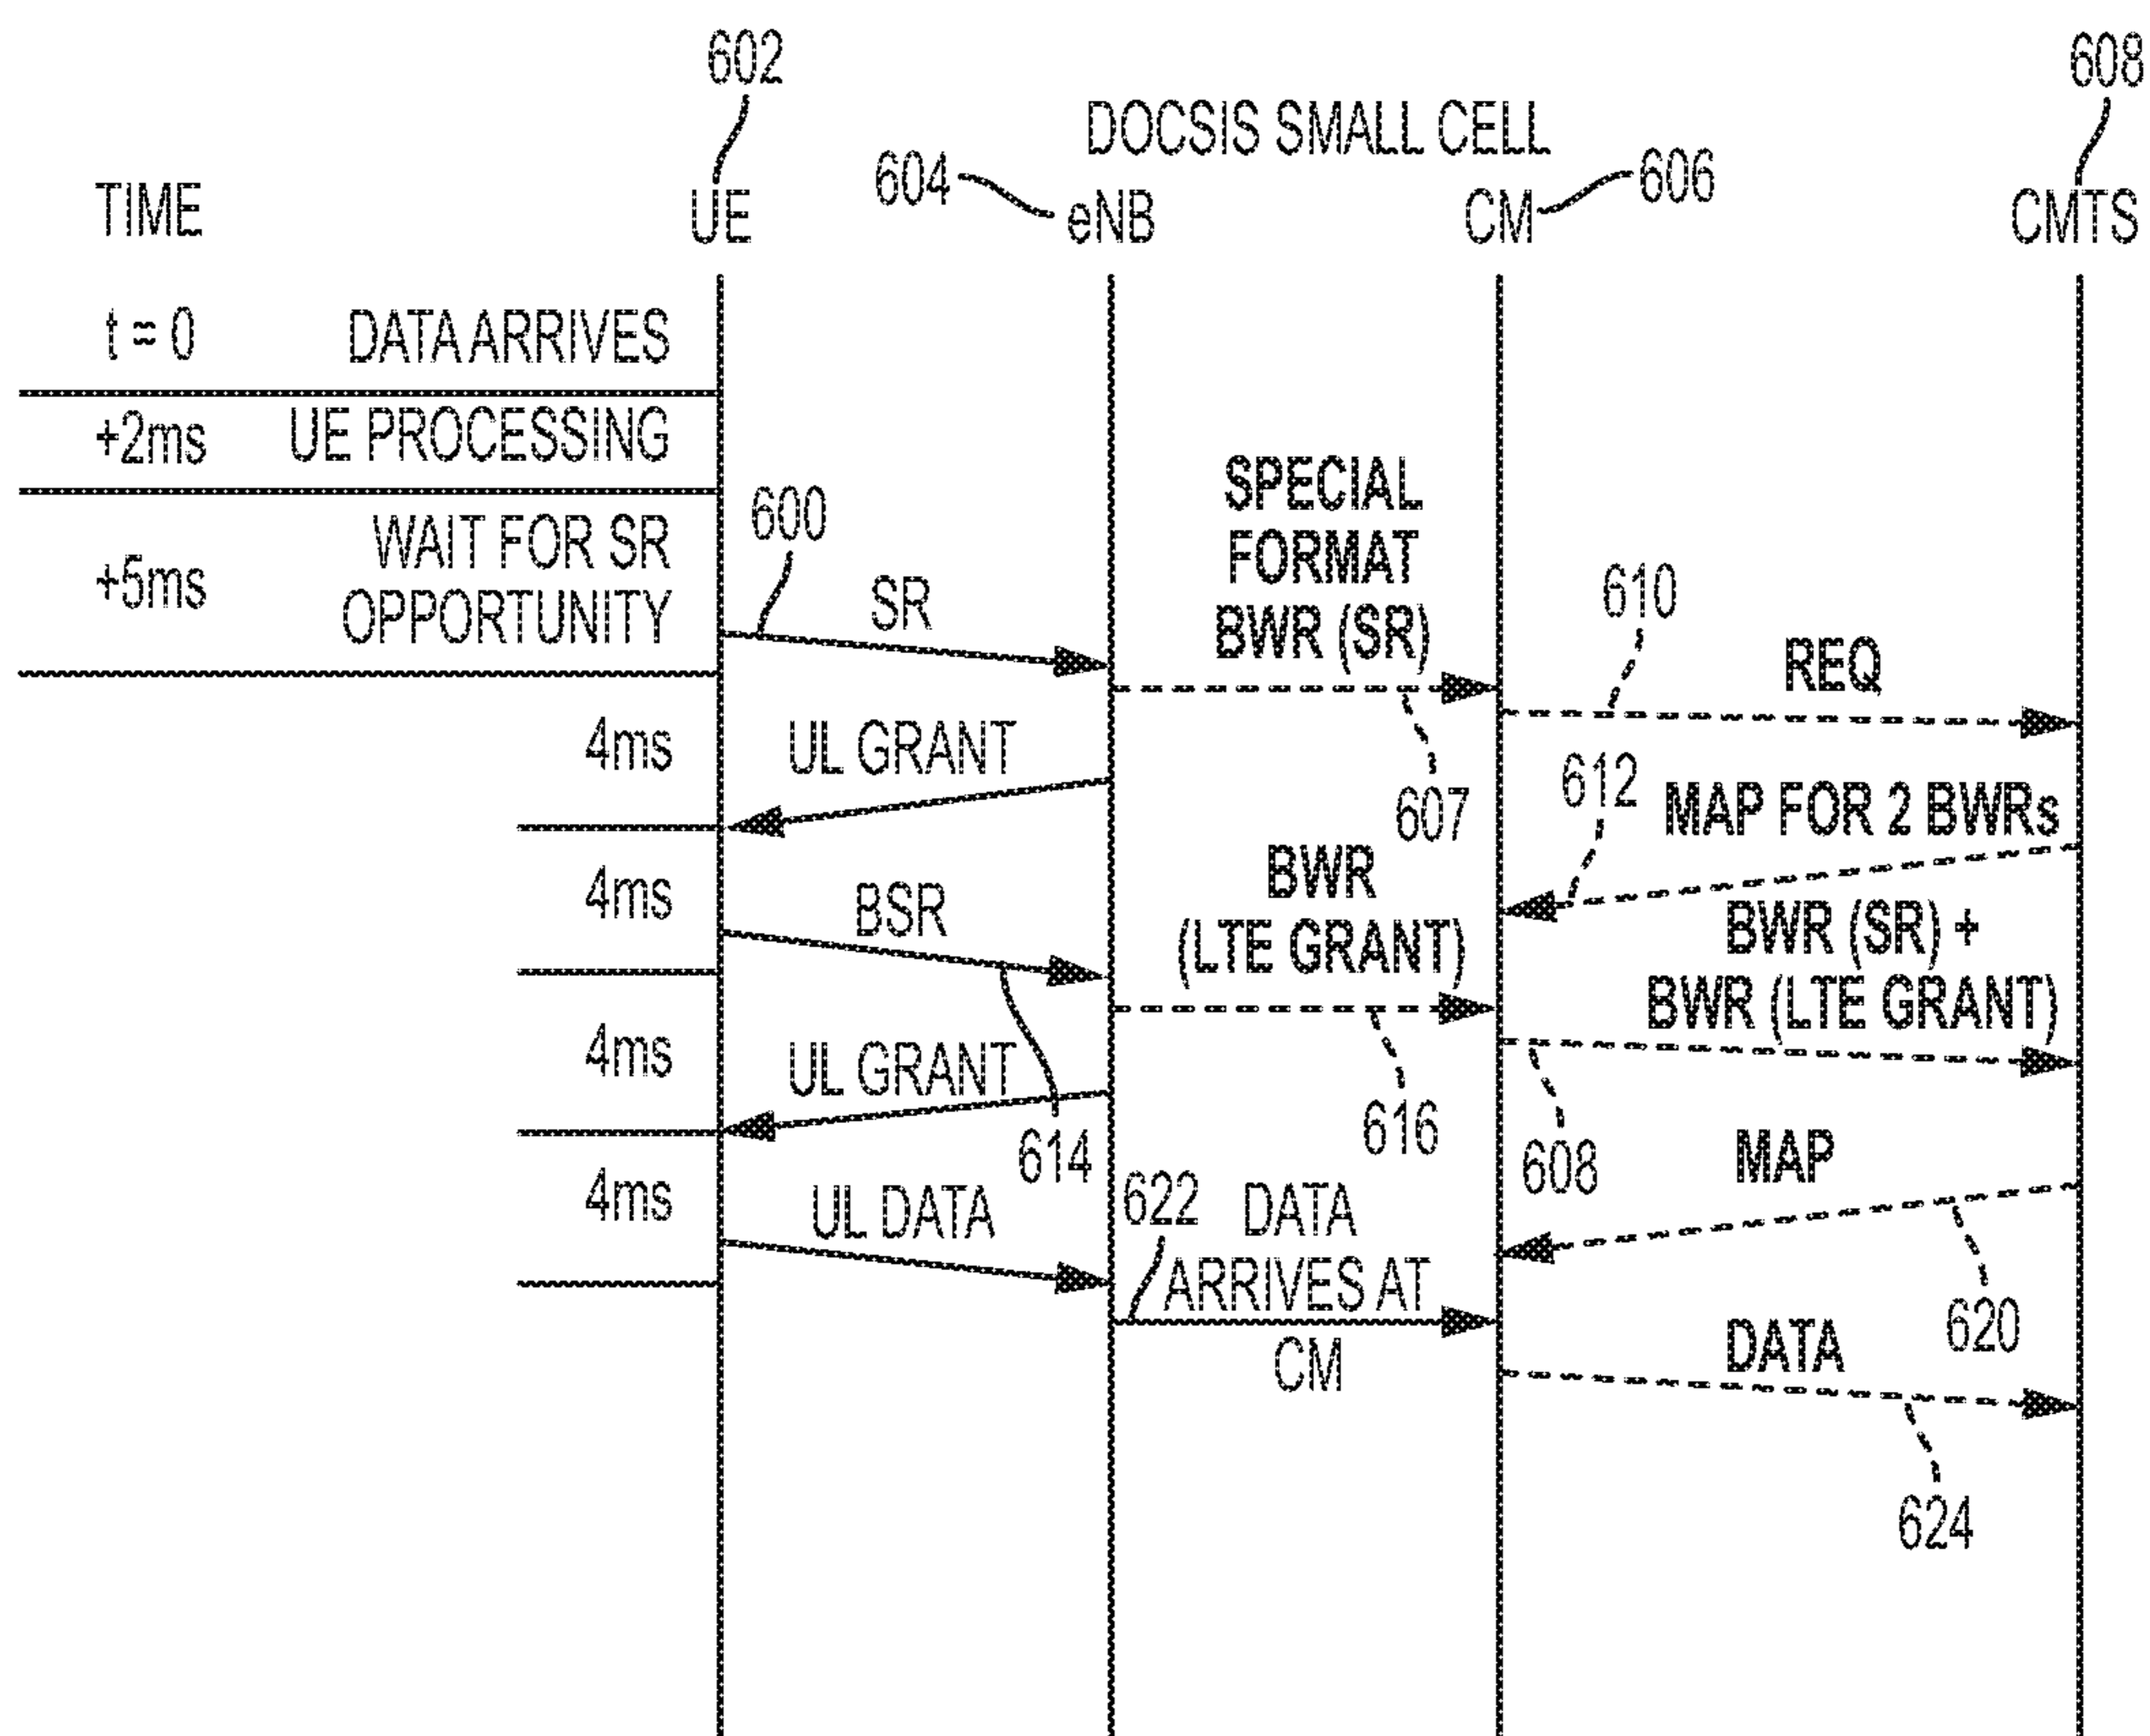 602
608
DOCSIS SMALL CELL
604
606
TIME
UE
eNB
CM
CMTS
t = 0
DATA ARRIVES
+2ms
UE PROCESSING
SPECIAL
FORMAT
BWR (SR)
600
WAIT FOR SR
OPPORTUNITY
+5ms
SR
610
REQ
4ms
UL GRANT
607
612
MAP FOR 2 BWRs
4ms
BSR
BWR
(LTE GRANT)
BWR (SR) +
BWR (LTE GRANT)
4ms
UL GRANT
614
616
608
MAP
4ms
UL DATA
622
DATA
ARRIVES AT
CM
620
DATA
624